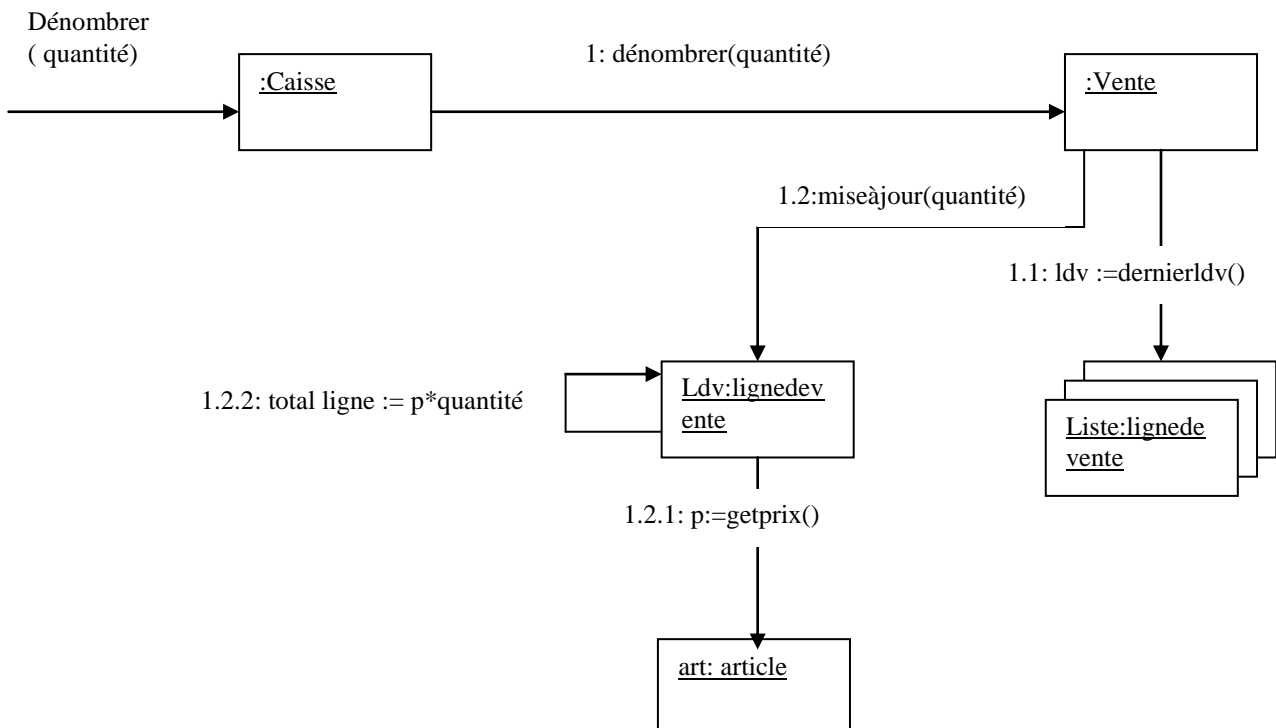 Dénombrer
( quantité)
:Caisse
1: dénombrer(quantité)
:Vente
1.2:miseàjour(quantité)
1.1: ldv :=dernierldv()
1.2.2: total ligne := p*quantité
Ldv:lignedev
ente
Liste:lignede
vente
1.2.1: p:=getprix()
art: article